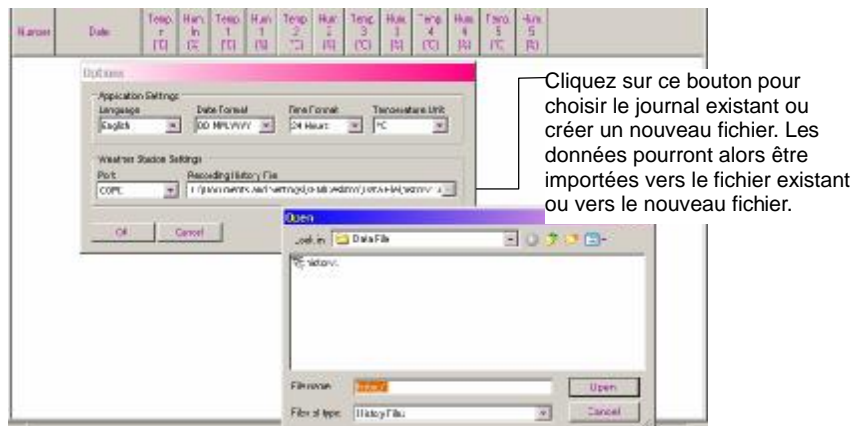 Number Date Temp. Hum. Temp. Hum. Temp. Hum. Temp. Hum. Temp. Hum. Temp. Hum.
In 1 1 2 2 3 3 4 4 5 5
(°C) (%) (°C) (%) (°C) (%) (°C) (%) (°C) (%)
Options
Application Settings
Language Date Format Time Format Temperature Unit
English 24 Hours °C
Weather Station Settings
Port Recording History File
OK Cancel
Cliquez sur ce bouton pour
choisir le journal existant ou
créer un nouveau fichier. Les
données pourront alors être
importées vers le fichier existant
ou vers le nouveau fichier.
Open
Look in: Data File
history
File name:
Files of type: History Files
Open
Cancel